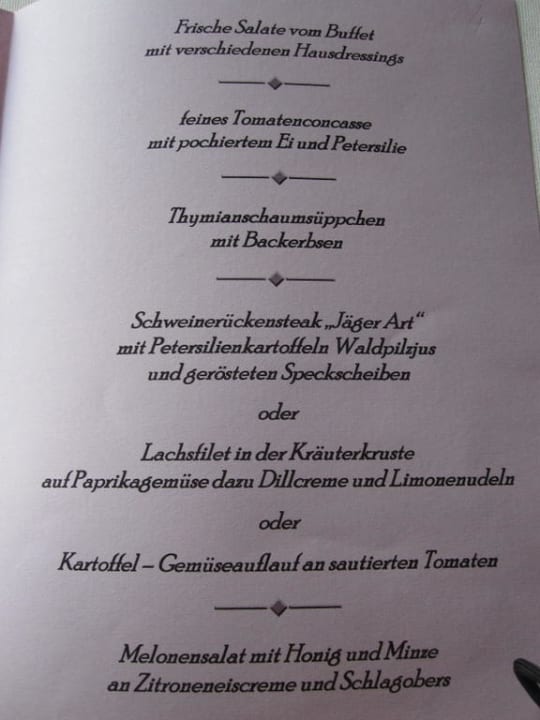 Frische Salate vom Buffet
mit verschiedenen Hausdressings
feines Tomatenconcasse
mit pochiertem Ei und Petersilie
Thymianschaumsüppchen
mit Backerbsen
Schweinerückensteak „Jäger Art“
mit Petersilienkartoffeln Waldpilzjus
und gerösteten Speckscheiben
oder
Lachsfilet in der Kräuterkruste
auf Paprikagemüse dazu Dillcreme und Limonenudeln
oder
Kartoffel – Gemüseauflauf an sautierten Tomaten
Melonensalat mit Honig und Minze
an Zitroneneiscreme und Schlagobers